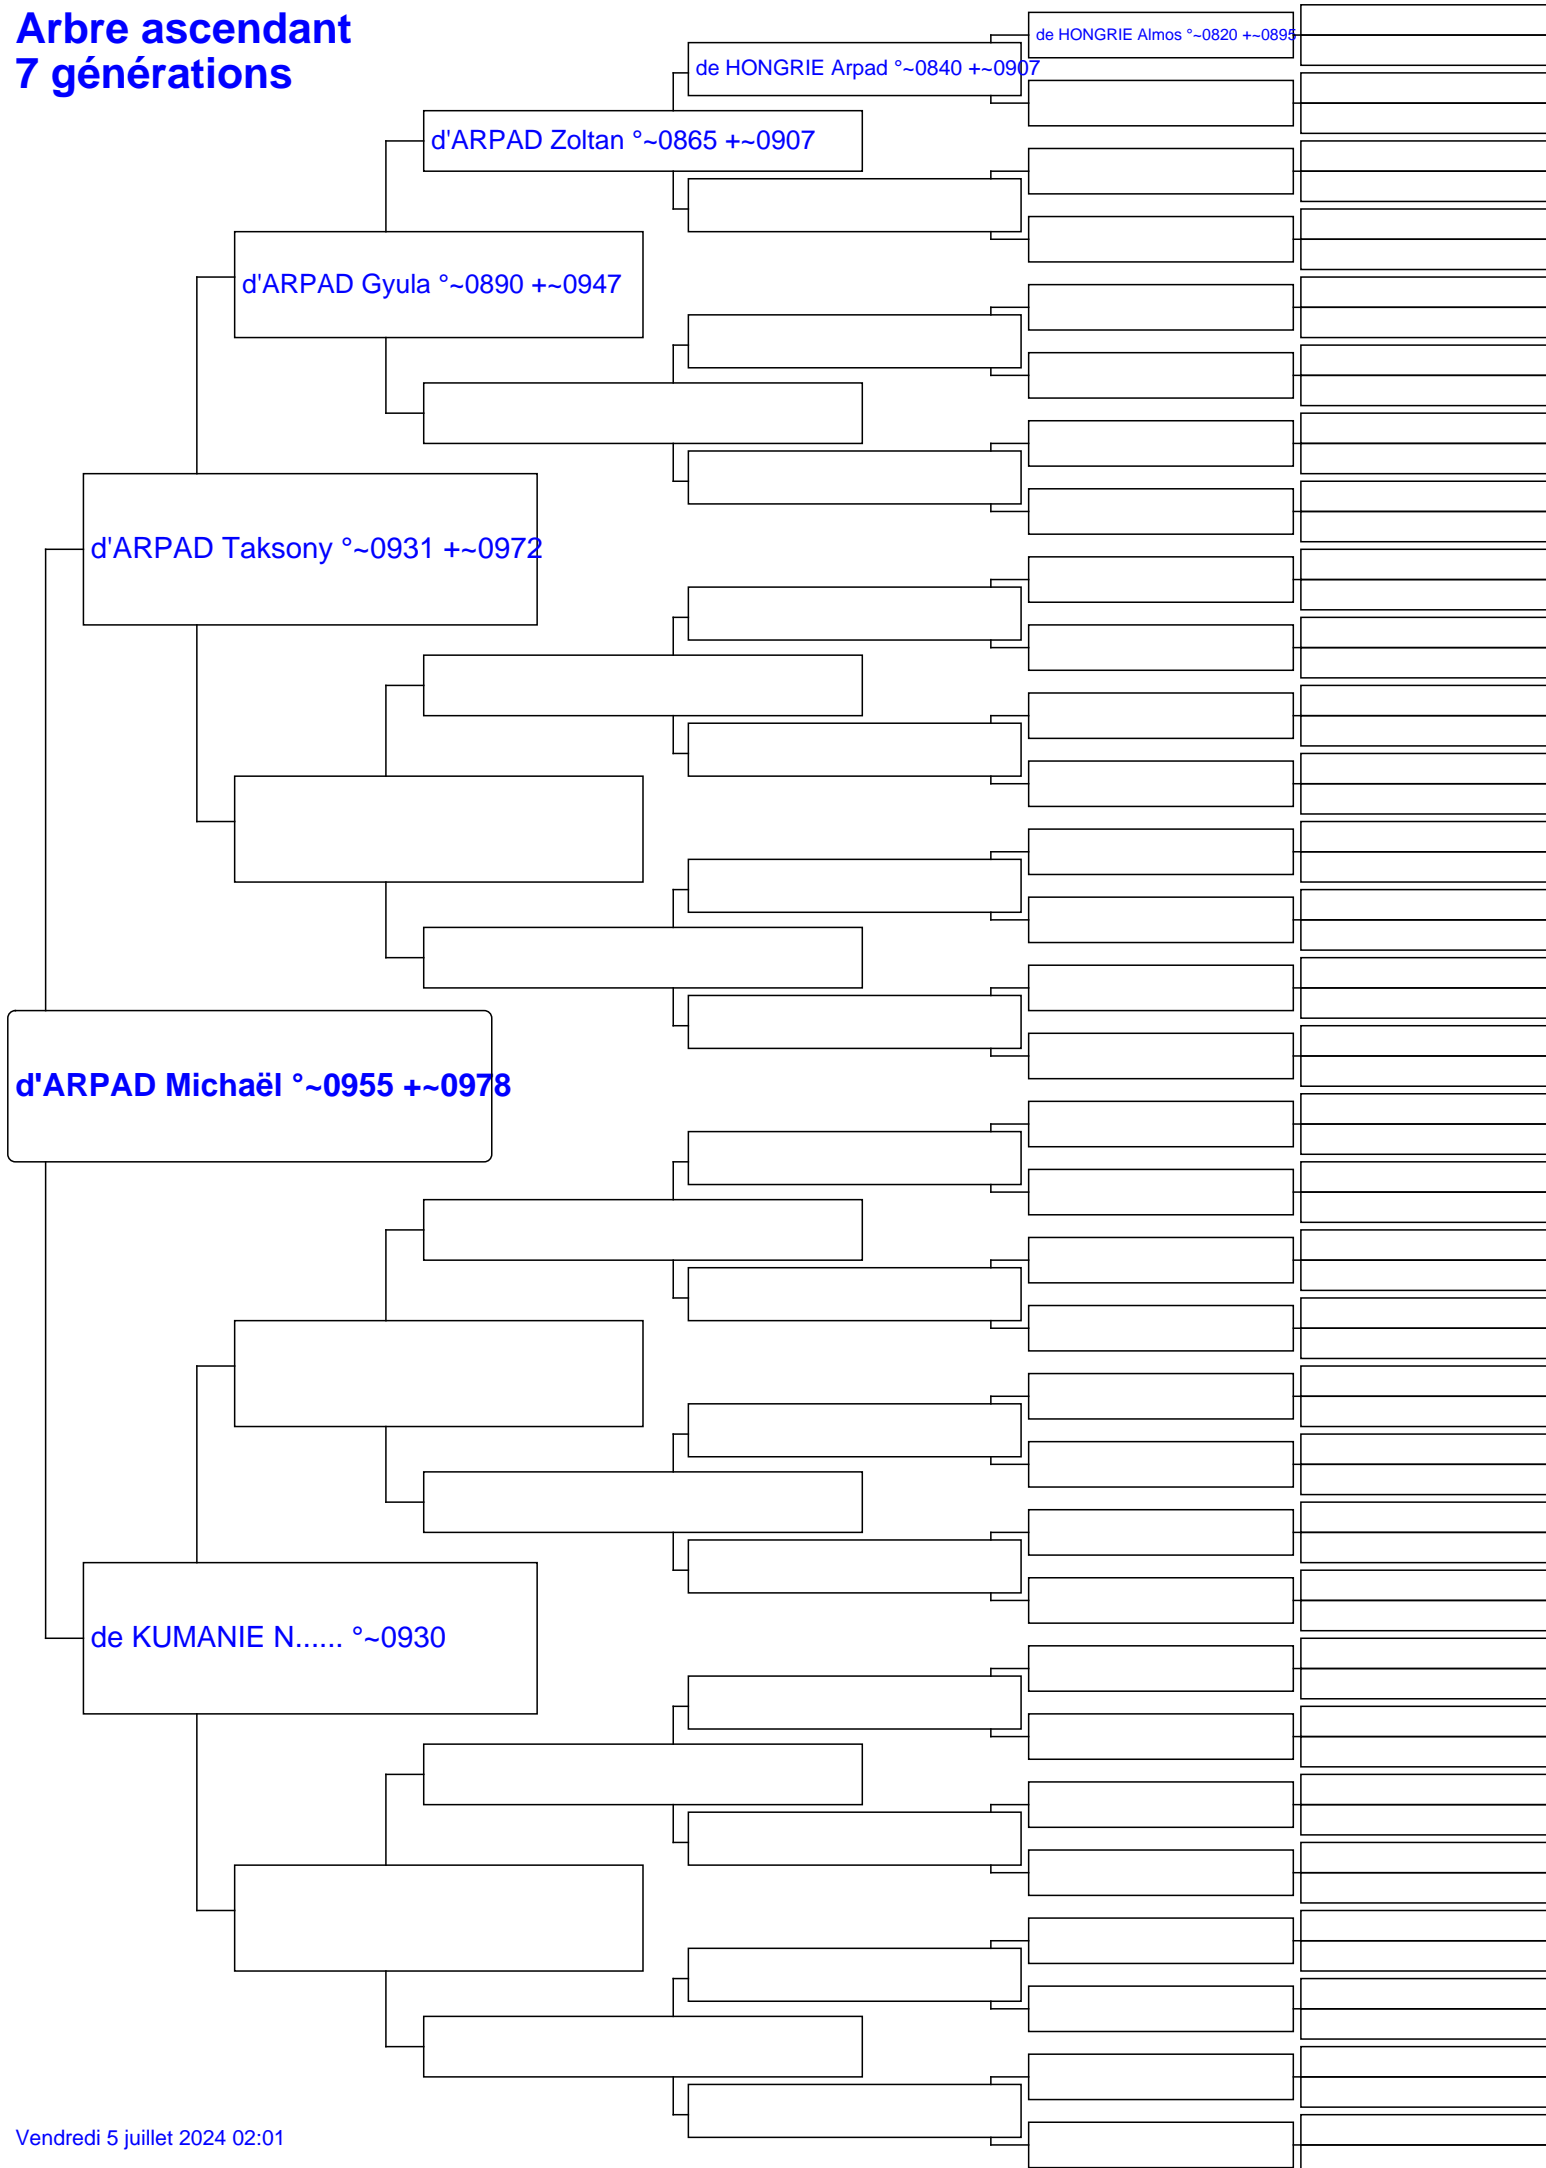 Arbre ascendant
7 générations
de HONGRIE Almos °~0820 +~0895
de HONGRIE Arpad °~0840 +~0907
d'ARPAD Zoltan °~0865 +~0907
d'ARPAD Gyula °~0890 +~0947
d'ARPAD Taksony °~0931 +~0972
d'ARPAD Michaël °~0955 +~0978
de KUMANIE N...... °~0930
Vendredi 5 juillet 2024 02:01